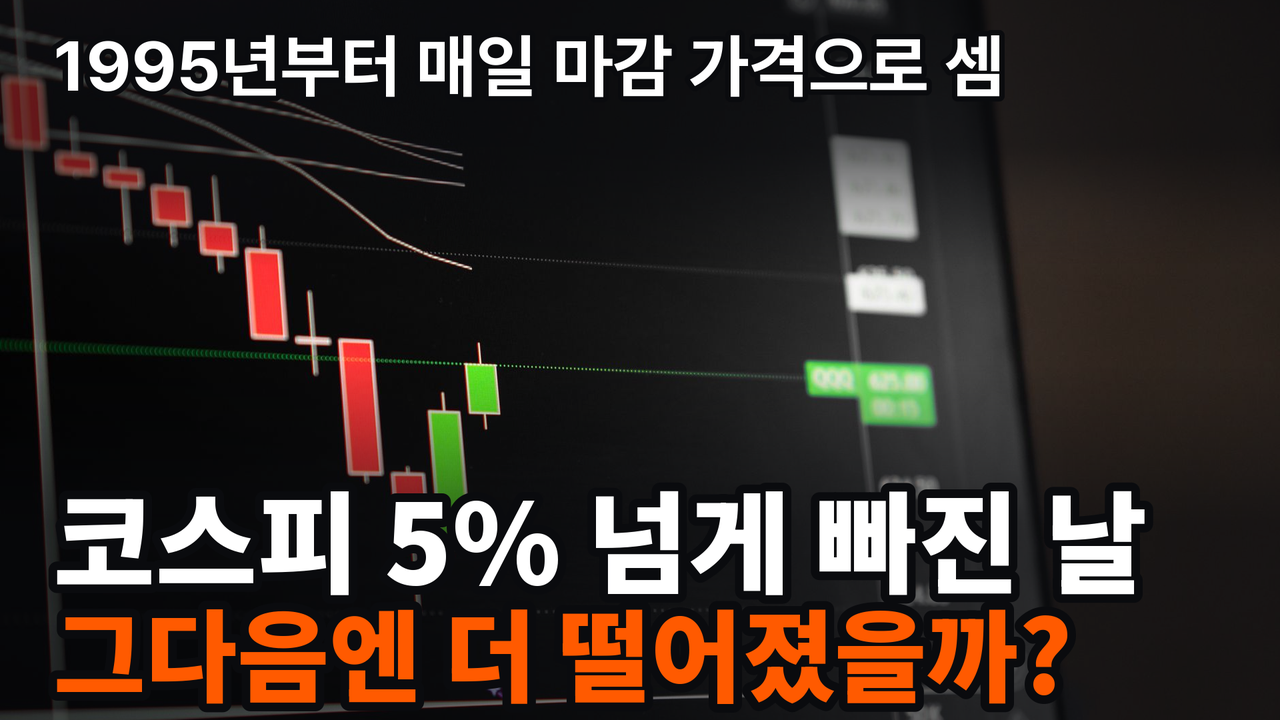 1995년부터 매일 마감 가격으로 셈
QQQ
코스피 5% 넘게 빠진 날
그다음엔 더 떨어졌을까?